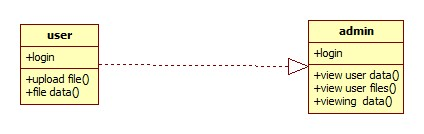 user
+login
+upload file()
+file data()
admin
+login
+view user data()
+view user files()
+viewing  data()